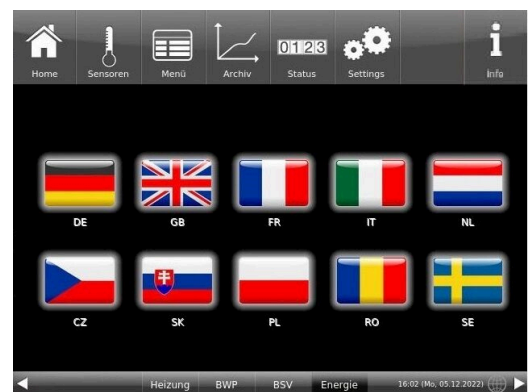 Home Sensoren Menü Archiv 0123 Status Settings i Info
DE GB FR IT NL
CZ SK PL RO SE
Heizung BWP BSV Energie 16:02 (Mo, 05.12.2022)